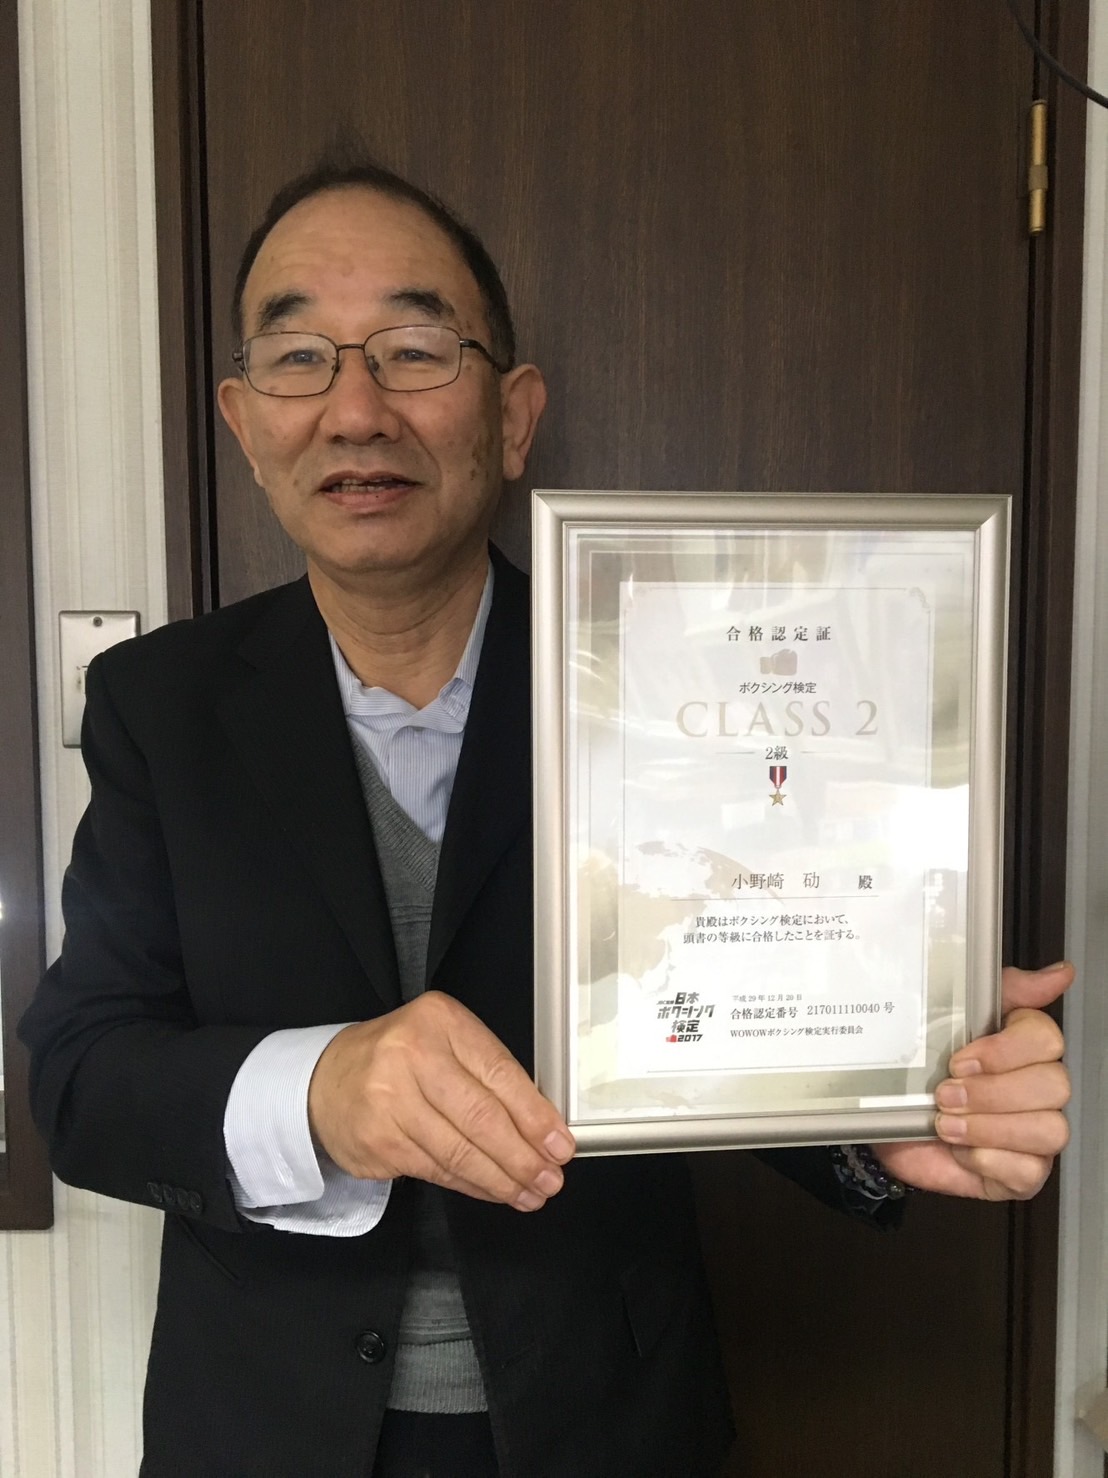 合格認定証
ボクシング検定
CLASS 2
2級
小野崎 劯 殿
貴殿はボクシング検定において、
頭書の等級に合格したことを証する。
日本
ボクシング
検定
2017
平成29年12月20日
合格認定番号 217011110040 号
WOWOWボクシング検定実行委員会